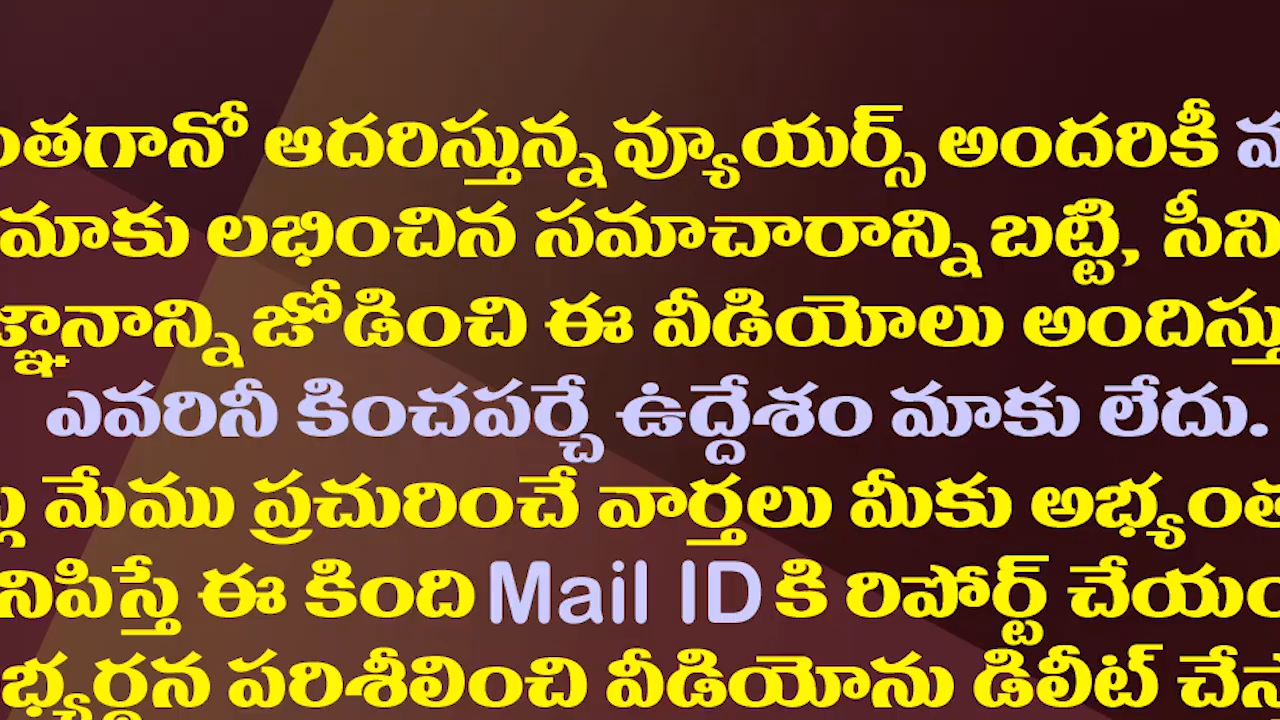 ంతగానో ఆదరిస్తున్న వ్యూయర్స్ అందరికీ
మాకు లభించిన సమాచారాన్ని బట్టి, సీని
జ్ఞానాన్ని జోడించి ఈ వీడియోలు అందిస్తు
ఎవరినీ కించపర్చే ఉద్దేశం మాకు లేదు.
మేము ప్రచురించే వార్తలు మీకు అభ్యంత
నిపిస్తే ఈ కింది Mail ID కి రిపోర్ట్ చేయం
భ్యర్థన పరిశీలించి వీడియోను డిలీట్ చేస